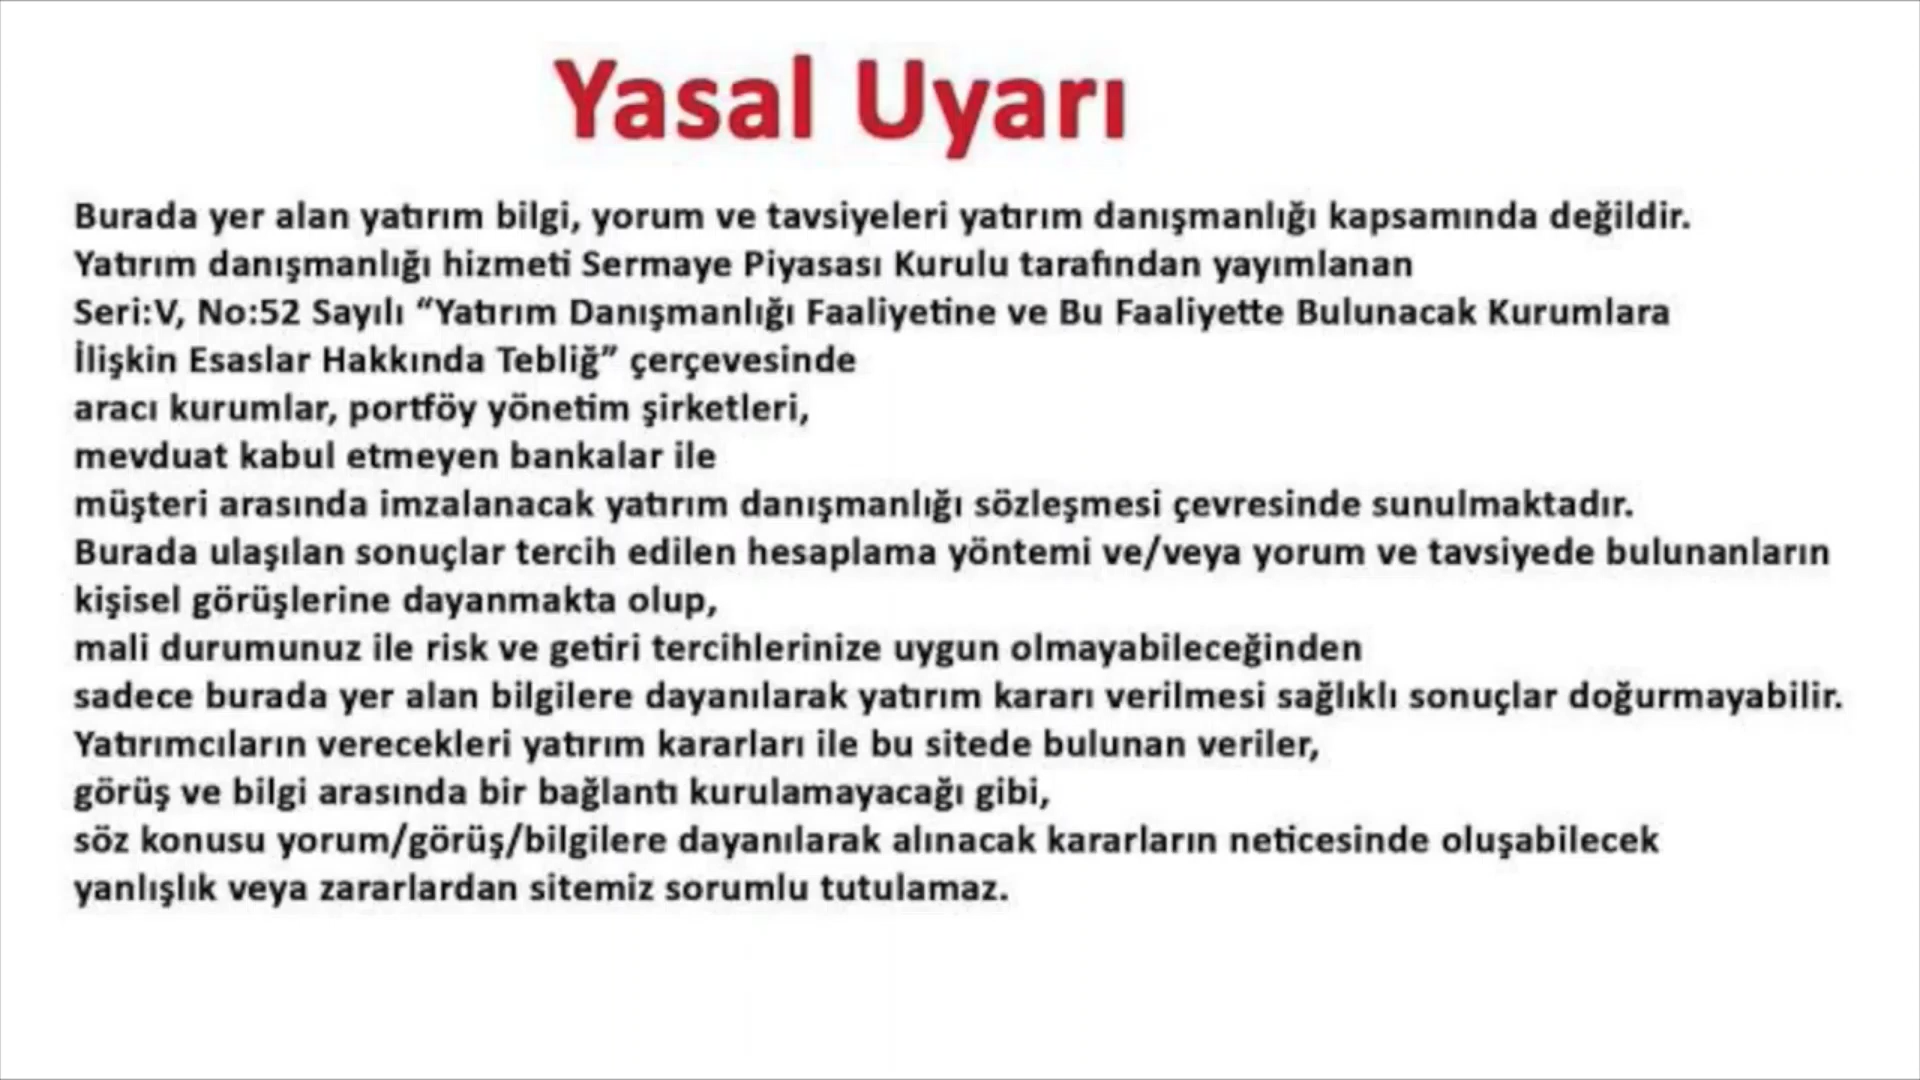 Yasal Uyarı
Burada yer alan yatırım bilgi, yorum ve tavsiyeleri yatırım danışmanlığı kapsamında değildir.
Yatırım danışmanlığı hizmeti Sermaye Piyasası Kurulu tarafından yayımlanan
Seri:V, No:52 Sayılı “Yatırım Danışmanlığı Faaliyetine ve Bu Faaliyette Bulunacak Kurumlara
İlişkin Esaslar Hakkında Tebliğ” çerçevesinde
aracı kurumlar, portföy yönetim şirketleri,
mevduat kabul etmeyen bankalar ile
müşteri arasında imzalanacak yatırım danışmanlığı sözleşmesi çevresinde sunulmaktadır.
Burada ulaşılan sonuçlar tercih edilen hesaplama yöntemi ve/veya yorum ve tavsiyede bulunanların
kişisel görüşlerine dayanmakta olup,
mali durumunuz ile risk ve getiri tercihlerinize uygun olmayabileceğinden
sadece burada yer alan bilgilere dayanılarak yatırım kararı verilmesi sağlıklı sonuçlar doğurmayabilir.
Yatırımcıların verecekleri yatırım kararları ile bu sitede bulunan veriler,
görüş ve bilgi arasında bir bağlantı kurulamayacağı gibi,
söz konusu yorum/görüş/bilgilere dayanılarak alınacak kararların neticesinde oluşabilecek
yanlışlık veya zararlardan sitemiz sorumlu tutulamaz.